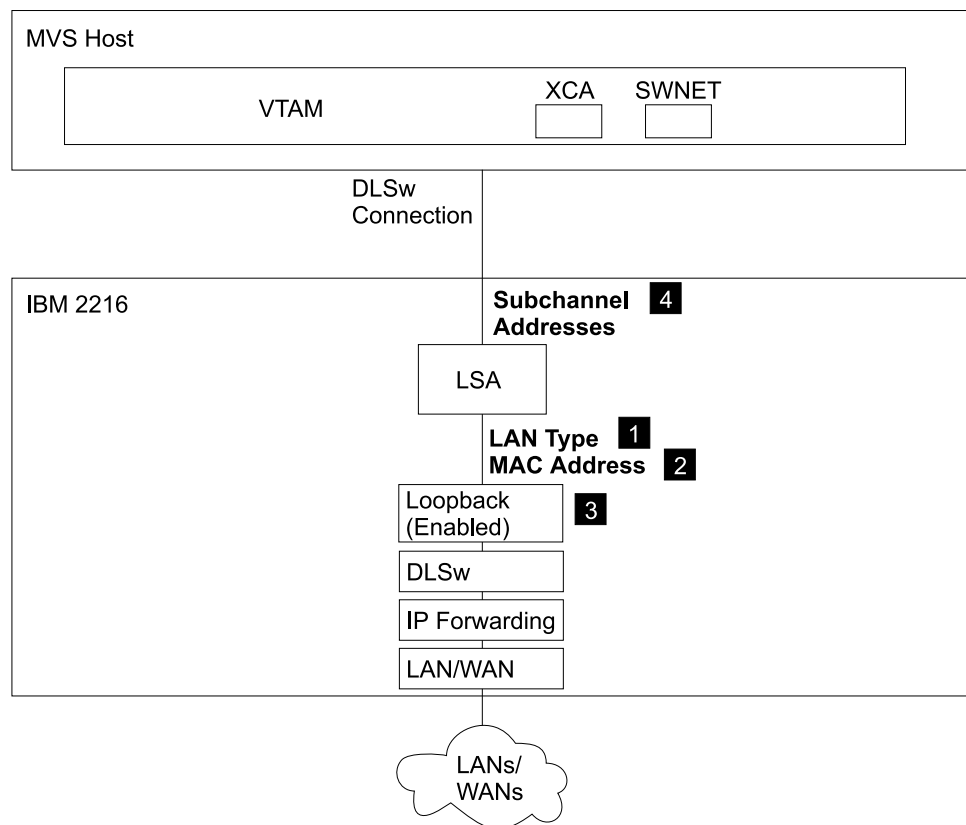 MVS Host
XCA SWNET
VTAM
DLSw
Connection
IBM 2216
Subchannel 4
Addresses
LSA
LAN Type 1
MAC Address 2
Loopback
(Enabled) 3
DLSw
IP Forwarding
LAN/WAN
LANs/
WANs